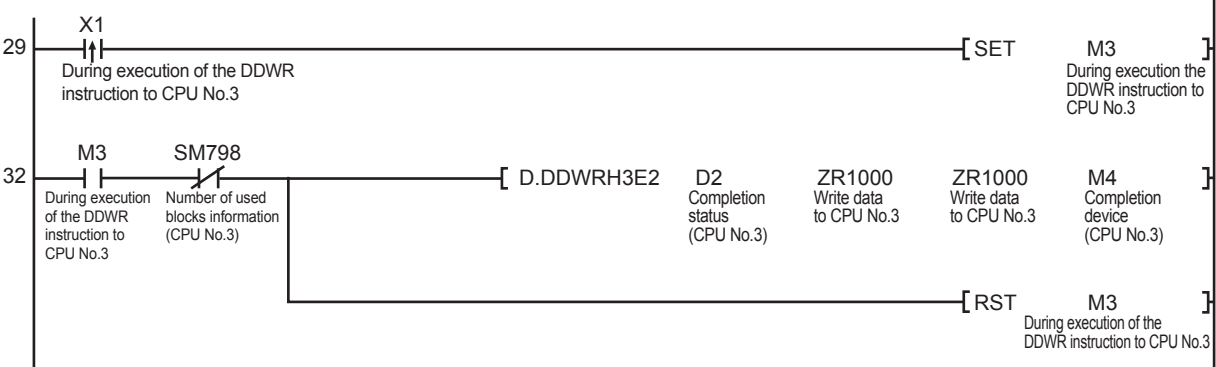 X1
29
SET M3
During execution of the DDWR
instruction to CPU No.3
During execution the
DDWR instruction to
CPU No.3
M3 SM798
32
D.DDWRH3E2 D2 ZR1000 ZR1000 M4
During execution
of the DDWR
instruction to
CPU No.3
Number of used
blocks information
(CPU No.3)
Completion
status
(CPU No.3)
Write data
to CPU No.3
Write data
to CPU No.3
Completion
device
(CPU No.3)
RST M3
During execution of the
DDWR instruction to CPU No.3